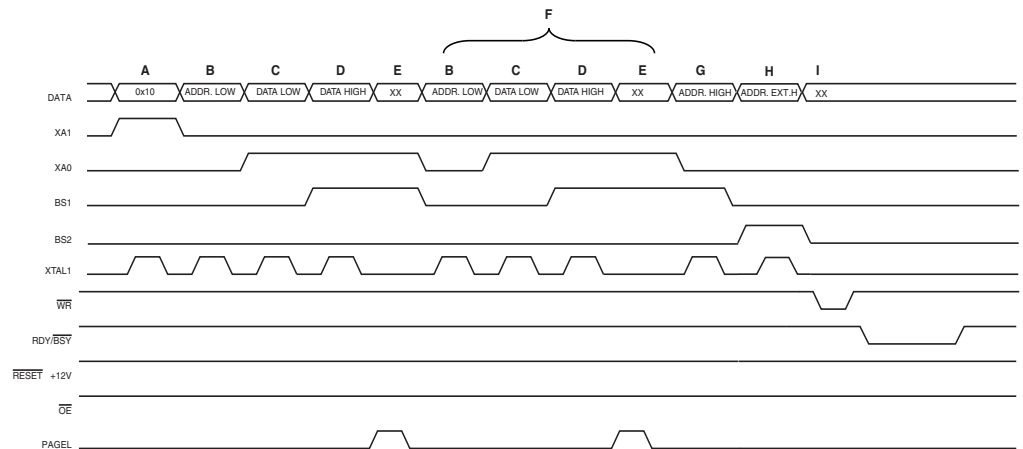 F
A B C D E B C D E G H I
DATA 0x10 ADDR. LOW DATA LOW DATA HIGH XX ADDR. LOW DATA LOW DATA HIGH XX ADDR. HIGH ADDR. EXT.H XX
XA1
XA0
BS1
BS2
XTAL1
WR
RDY/BSY
RESET +12V
OE
PAGEL